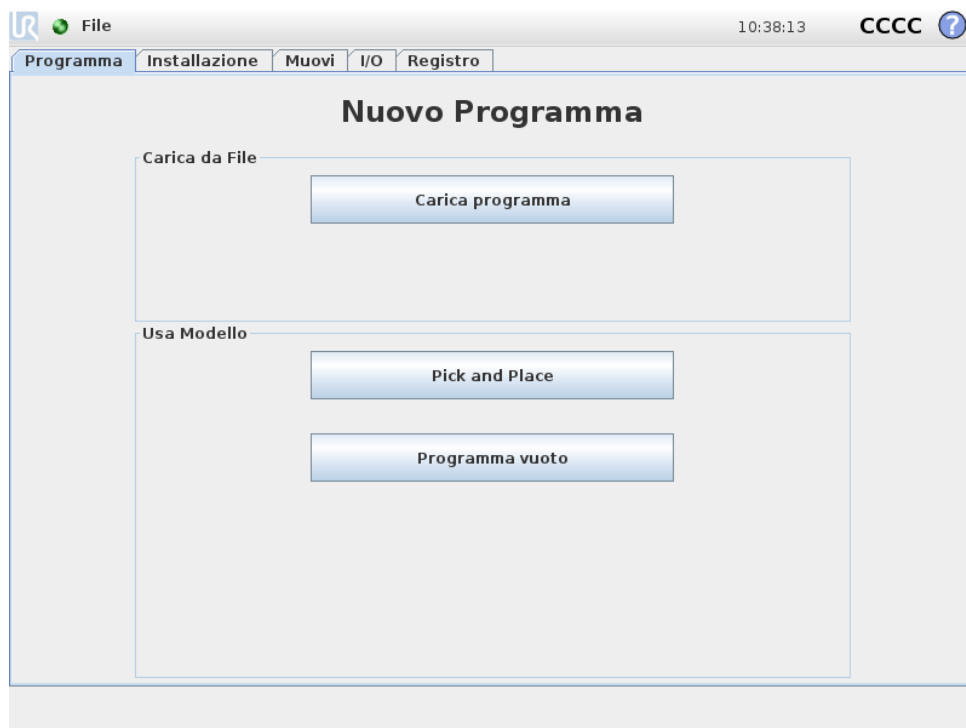 UR File 10:38:13 CCCC ?
Programma Installazione Muovi I/O Registro
Nuovo Programma
Carica da File
Carica programma
Usa Modello
Pick and Place
Programma vuoto